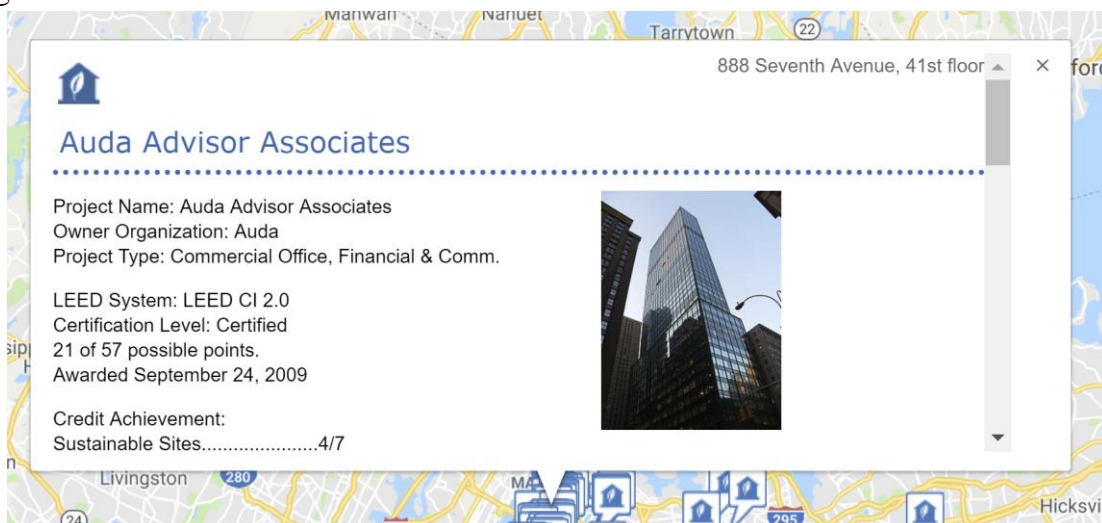 Manwah
Nanuet
Tarrytown
22
888 Seventh Avenue, 41st floor
Auda Advisor Associates
Project Name: Auda Advisor Associates
Owner Organization: Auda
Project Type: Commercial Office, Financial & Comm.
LEED System: LEED CI 2.0
Certification Level: Certified
21 of 57 possible points.
Awarded September 24, 2009
Credit Achievement:
Sustainable Sites......................4/7
Livingston
280
MA
295
Hicksvi
24